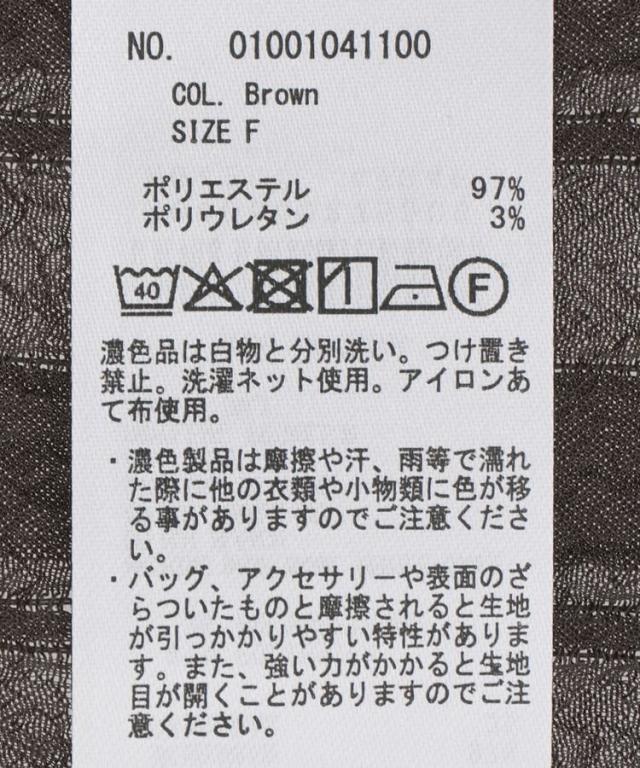 NO. 01001041100
COL. Brown
SIZE F
ポリエステル 97%
ポリウレタン 3%
40 F
濃色品は白物と分別洗い。つけ置き
禁止。洗濯ネット使用。アイロンあ
て布使用。
・濃色製品は摩擦や汗、雨等で濡れ
た際に他の衣類や小物類に色が移
る事がありますのでご注意くださ
い。
・バッグ、アクセサリーや表面のざ
らついたものと摩擦されると生地
が引っかかりやすい特性がありま
す。また、強い力がかかると生地
目が開くことがありますのでご注
意ください。